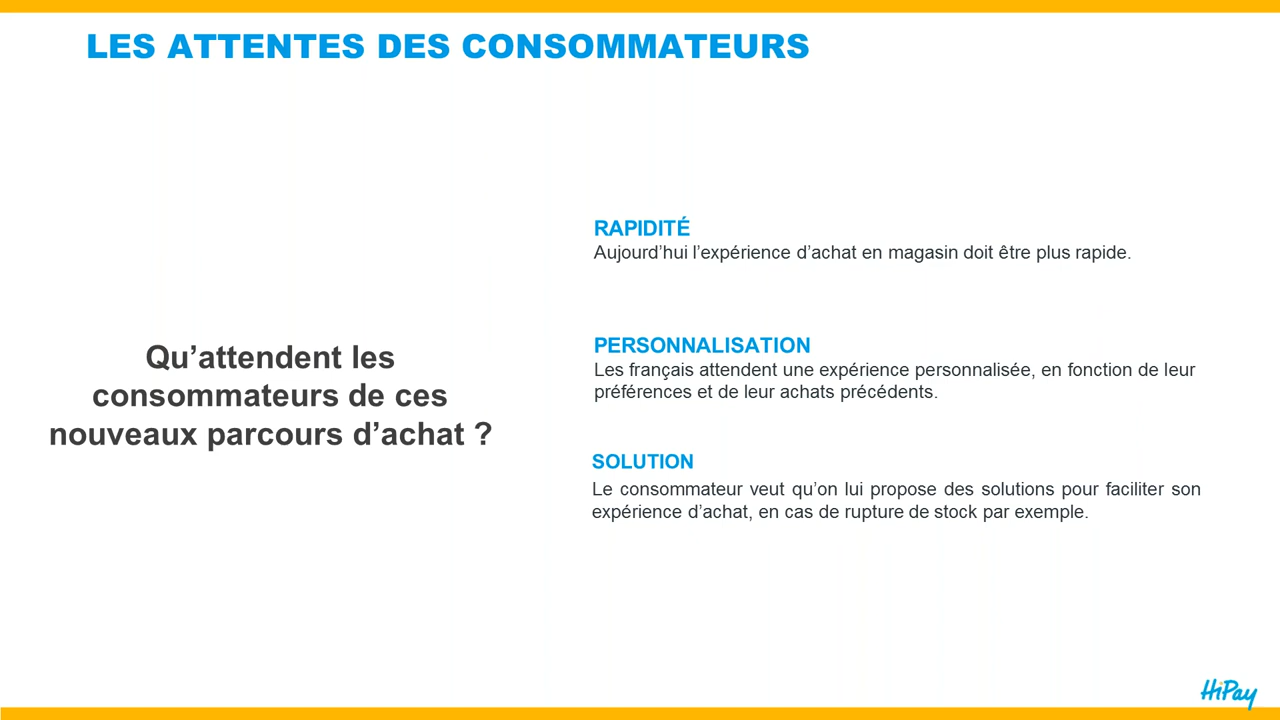 LES ATTENTES DES CONSOMMATEURS
Qu’attendent les
consommateurs de ces
nouveaux parcours d’achat ?
RAPIDITÉ
Aujourd’hui l’expérience d’achat en magasin doit être plus rapide.
PERSONNALISATION
Les français attendent une expérience personnalisée, en fonction de leur
préférences et de leur achats précédents.
SOLUTION
Le consommateur veut qu’on lui propose des solutions pour faciliter son
expérience d’achat, en cas de rupture de stock par exemple.
HiPay